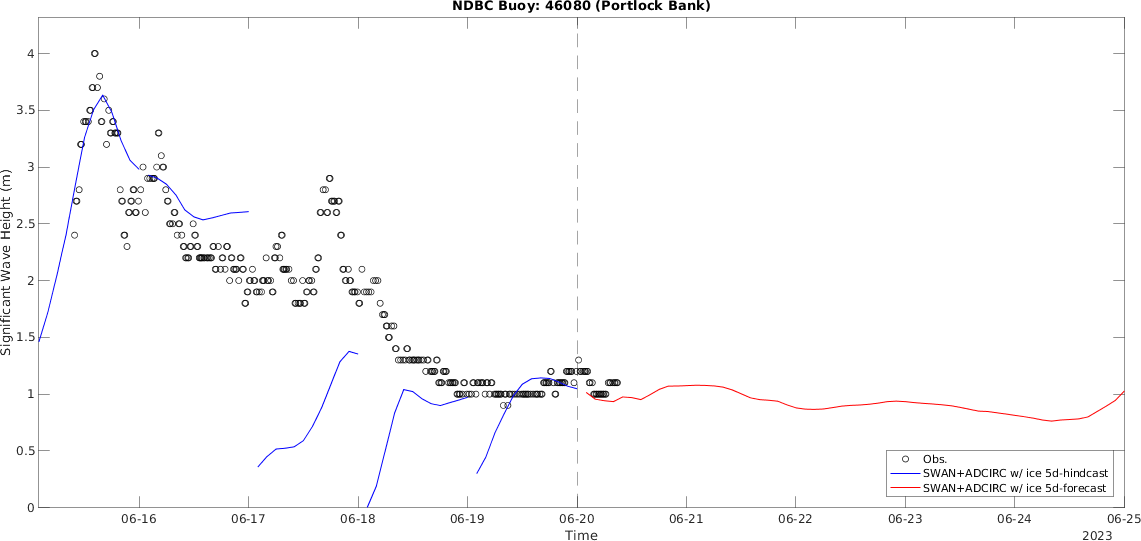 NDBC Buoy: 46080 (Portlock Bank)
Significant Wave Height (m)
4
3.5
3
2.5
2
1.5
1
0.5
0
Obs.
SWAN+ADCIRC w/ ice 5d-hindcast
SWAN+ADCIRC w/ ice 5d-forecast
06-16 06-17 06-18 06-19 06-20 06-21 06-22 06-23 06-24 06-25
Time
2023